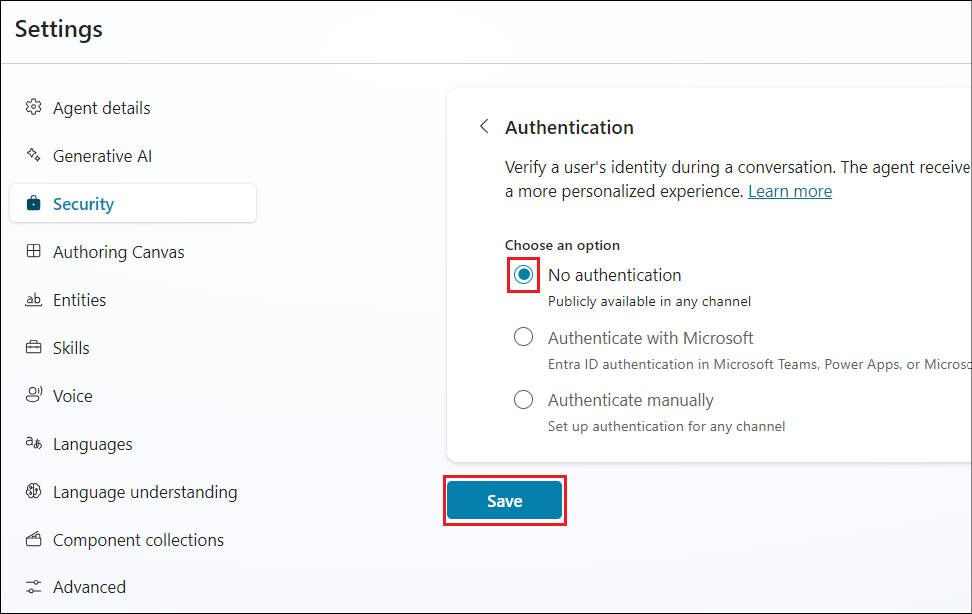 Settings
Agent details
Generative AI
Security
Authoring Canvas
Entities
Skills
Voice
Languages
Language understanding
Component collections
Advanced
Authentication
Verify a user's identity during a conversation. The agent receive
a more personalized experience. Learn more
Choose an option
No authentication
Publicly available in any channel
Authenticate with Microsoft
Entra ID authentication in Microsoft Teams, Power Apps, or Microsc
Authenticate manually
Set up authentication for any channel
Save